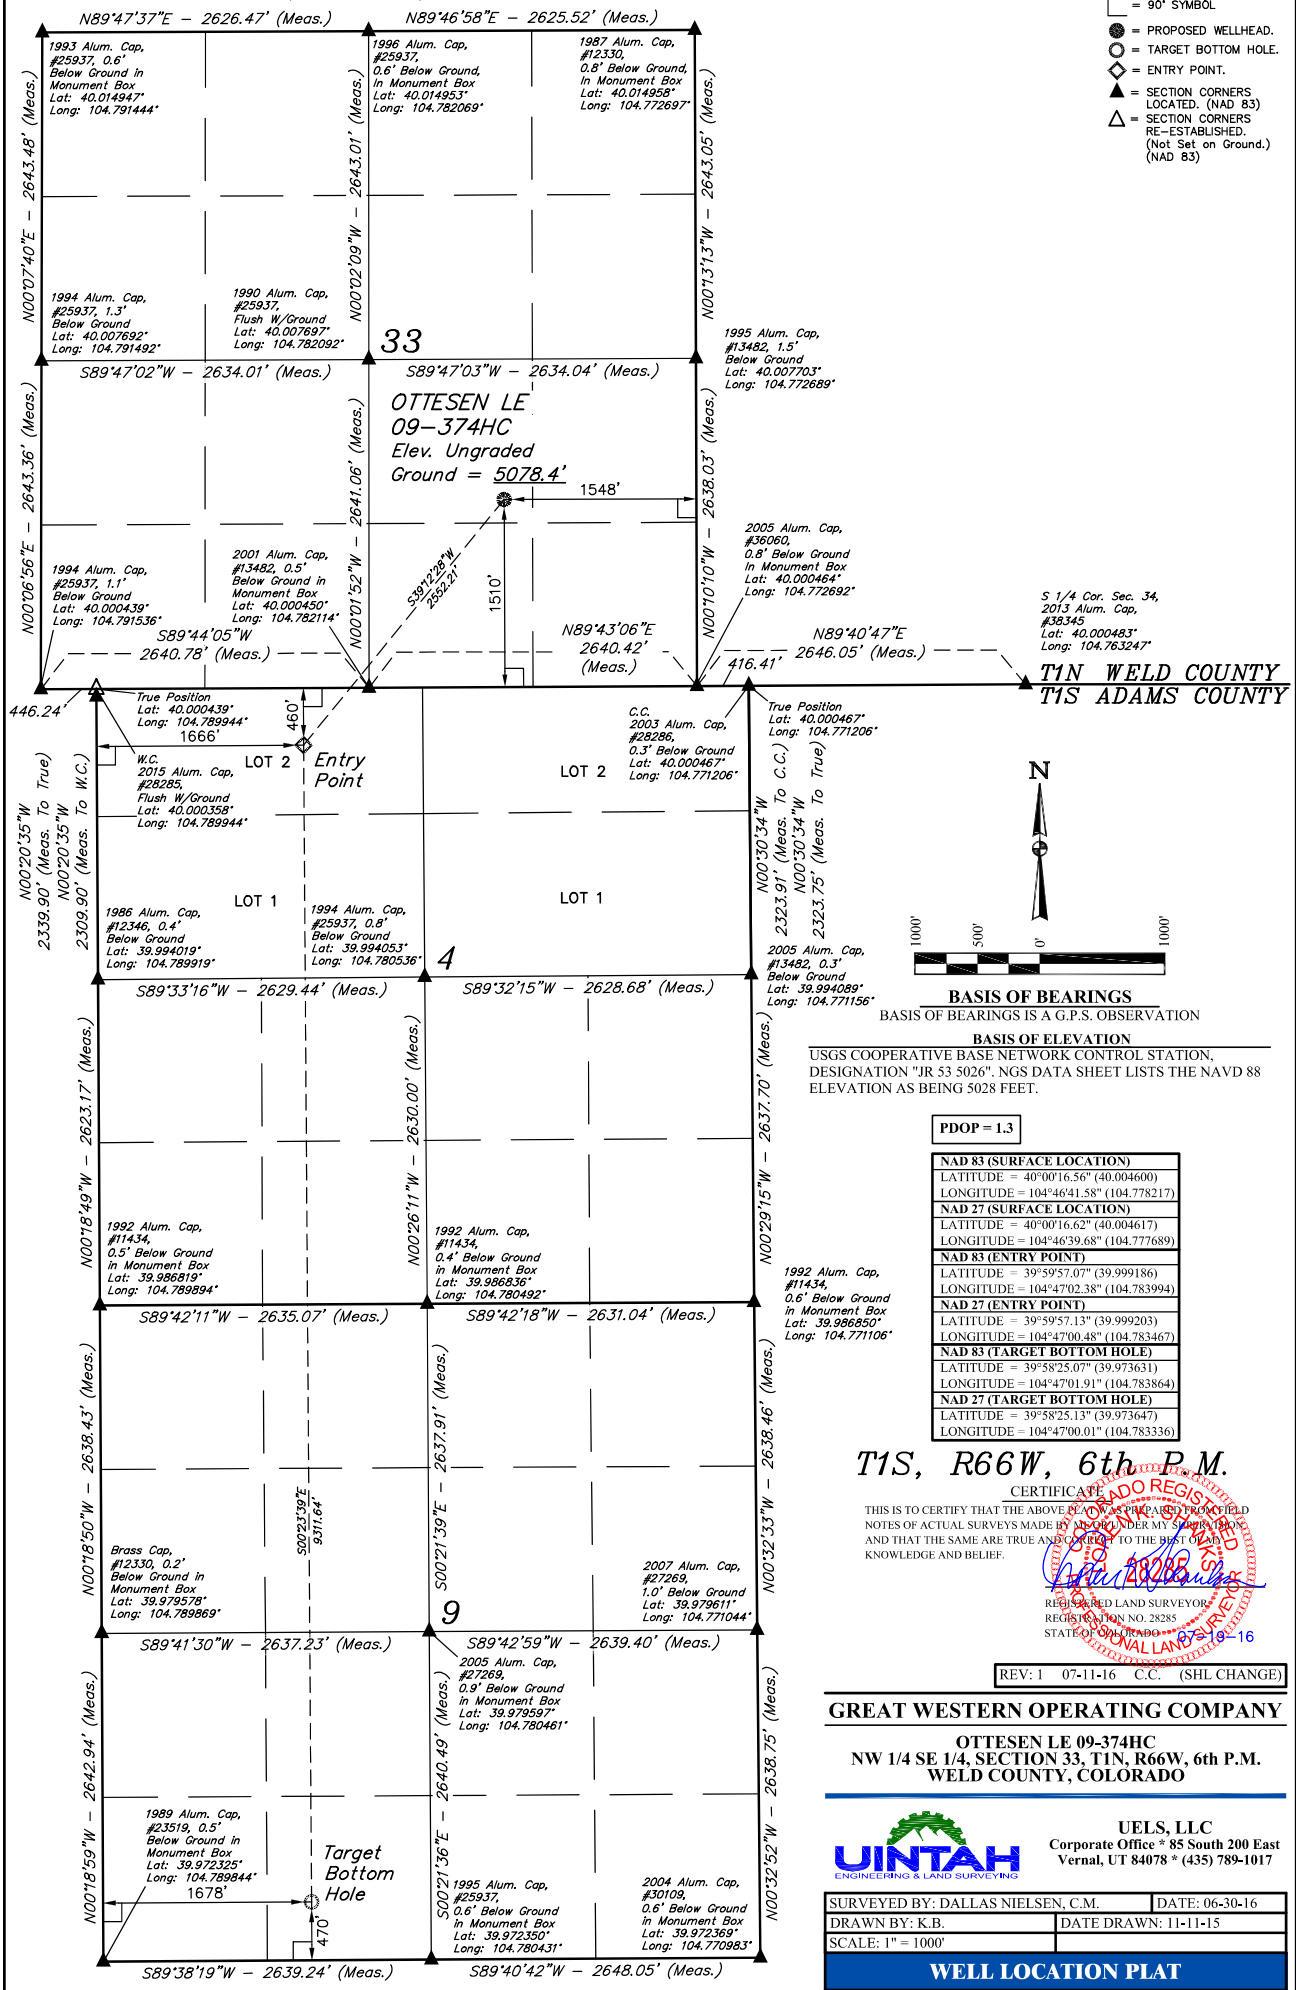 N89°47'37"E – 2626.47' (Meas.)
N89°46'58"E – 2625.52' (Meas.)
= 90° SYMBOL
= PROPOSED WELLHEAD.
= TARGET BOTTOM HOLE.
= ENTRY POINT.
= SECTION CORNERS
LOCATED. (NAD 83)
= SECTION CORNERS
RE-ESTABLISHED.
(Not Set on Ground.)
(NAD 83)
1993 Alum. Cap,
#25937, 0.6'
Below Ground in
Monument Box
Lat: 40.014947°
Long: 104.791444°
1996 Alum. Cap,
#25937,
0.6' Below Ground,
In Monument Box
Lat: 40.014953°
Long: 104.782069°
1987 Alum. Cap,
#12330,
0.8' Below Ground,
In Monument Box
Lat: 40.014958°
Long: 104.772697°
N00°07'40"E – 2643.48' (Meas.)
N00°02'09"W – 2643.01' (Meas.)
N00°13'13"W – 2643.05' (Meas.)
1994 Alum. Cap,
#25937, 1.3'
Below Ground
Lat: 40.007692°
Long: 104.791492°
1990 Alum. Cap,
#25937,
Flush W/Ground
Lat: 40.007697°
Long: 104.782092°
33
1995 Alum. Cap,
#13482, 1.5'
Below Ground
Lat: 40.007703°
Long: 104.772689°
S89°47'02"W – 2634.01' (Meas.)
S89°47'03"W – 2634.04' (Meas.)
OTTESEN LE
09–374HC
Elev. Ungraded
Ground = 5078.4'
1548'
1510'
S39°12'28"W
2552.21'
N00°06'56"E – 2643.36' (Meas.)
N00°01'52"W – 2641.06' (Meas.)
N00°10'10"W – 2638.03' (Meas.)
1994 Alum. Cap,
#25937, 1.1'
Below Ground
Lat: 40.000439°
Long: 104.791536°
2001 Alum. Cap,
#13482, 0.5'
Below Ground in
Monument Box
Lat: 40.000450°
Long: 104.782114°
2005 Alum. Cap,
#36060,
0.8' Below Ground
In Monument Box
Lat: 40.000464°
Long: 104.772692°
S 1/4 Cor. Sec. 34,
2013 Alum. Cap,
#38345
Lat: 40.000483°
Long: 104.763247°
S89°44'05"W
2640.78' (Meas.)
N89°43'06"E
2640.42'
(Meas.)
N89°40'47"E
2646.05' (Meas.)
416.41'
T1N WELD COUNTY
T1S ADAMS COUNTY
446.24'
True Position
Lat: 40.000439°
Long: 104.789944°
1666'
460'
Entry
Point
W.C.
2015 Alum. Cap,
#28285,
Flush W/Ground
Lat: 40.000358°
Long: 104.789944°
LOT 2
LOT 2
C.C.
2003 Alum. Cap,
#28286,
0.3' Below Ground
Lat: 40.000467°
Long: 104.771206°
True Position
Lat: 40.000467°
Long: 104.771206°
N00°20'35"W
2339.90' (Meas. To True)
N00°20'35"W
2309.90' (Meas. To W.C.)
N00°30'34"W
2323.91' (Meas. To C.C.)
N00°30'34"W
2323.75' (Meas. To True)
LOT 1
LOT 1
1986 Alum. Cap,
#12346, 0.4'
Below Ground
Lat: 39.994019°
Long: 104.789919°
1994 Alum. Cap,
#25937, 0.8'
Below Ground
Lat: 39.994053°
Long: 104.780536°
4
2005 Alum. Cap,
#13482, 0.3'
Below Ground
Lat: 39.994089°
Long: 104.771156°
S89°33'16"W – 2629.44' (Meas.)
S89°32'15"W – 2628.68' (Meas.)
N
1000'
500'
0'
1000'
BASIS OF BEARINGS
BASIS OF BEARINGS IS A G.P.S. OBSERVATION
BASIS OF ELEVATION
USGS COOPERATIVE BASE NETWORK CONTROL STATION,
DESIGNATION "JR 53 5026". NGS DATA SHEET LISTS THE NAVD 88
ELEVATION AS BEING 5028 FEET.
N00°18'49"W – 2623.17' (Meas.)
N00°26'11"W – 2630.00' (Meas.)
N00°29'15"W – 2637.70' (Meas.)
PDOP = 1.3
NAD 83 (SURFACE LOCATION)
LATITUDE = 40°00'16.56" (40.004600)
LONGITUDE = 104°46'41.58" (104.778217)
NAD 27 (SURFACE LOCATION)
LATITUDE = 40°00'16.62" (40.004617)
LONGITUDE = 104°46'39.68" (104.777689)
NAD 83 (ENTRY POINT)
LATITUDE = 39°59'57.07" (39.999186)
LONGITUDE = 104°47'02.38" (104.783994)
NAD 27 (ENTRY POINT)
LATITUDE = 39°59'57.13" (39.999203)
LONGITUDE = 104°47'00.48" (104.783467)
NAD 83 (TARGET BOTTOM HOLE)
LATITUDE = 39°58'25.07" (39.973631)
LONGITUDE = 104°47'01.91" (104.783864)
NAD 27 (TARGET BOTTOM HOLE)
LATITUDE = 39°58'25.13" (39.973647)
LONGITUDE = 104°47'00.01" (104.783336)
1992 Alum. Cap,
#11434,
0.5' Below Ground
in Monument Box
Lat: 39.986819°
Long: 104.789894°
1992 Alum. Cap,
#11434,
0.4' Below Ground
in Monument Box
Lat: 39.986836°
Long: 104.780492°
1992 Alum. Cap,
#11434,
0.6' Below Ground
in Monument Box
Lat: 39.986850°
Long: 104.771106°
S89°42'11"W – 2635.07' (Meas.)
S89°42'18"W – 2631.04' (Meas.)
N00°18'50"W – 2638.43' (Meas.)
S00°23'39"E
9311.64'
S00°21'39"E – 2637.91' (Meas.)
N00°32'33"W – 2638.46' (Meas.)
T1S, R66W, 6th P.M.
CERTIFICATE
THIS IS TO CERTIFY THAT THE ABOVE PLAT WAS PREPARED FROM FIELD
NOTES OF ACTUAL SURVEYS MADE BY ME OR UNDER MY SUPERVISION
AND THAT THE SAME ARE TRUE AND CORRECT TO THE BEST OF MY
KNOWLEDGE AND BELIEF.
COLORADO REGISTERED
LOREN K. SHANKS
28285
PROFESSIONAL LAND SURVEYOR
REGISTERED LAND SURVEYOR
REGISTRATION NO. 28285
STATE OF COLORADO 07-19-16
Brass Cap,
#12330, 0.2'
Below Ground in
Monument Box
Lat: 39.979578°
Long: 104.789869°
2007 Alum. Cap,
#27269,
1.0' Below Ground
Lat: 39.979611°
Long: 104.771044°
9
S89°41'30"W – 2637.23' (Meas.)
S89°42'59"W – 2639.40' (Meas.)
2005 Alum. Cap,
#27269,
0.9' Below Ground
in Monument Box
Lat: 39.979597°
Long: 104.780461°
N00°18'59"W – 2642.94' (Meas.)
S00°21'36"E – 2640.49' (Meas.)
N00°32'52"W – 2638.75' (Meas.)
REV: 1 07-11-16 C.C. (SHL CHANGE)
GREAT WESTERN OPERATING COMPANY
OTTESEN LE 09-374HC
NW 1/4 SE 1/4, SECTION 33, T1N, R66W, 6th P.M.
WELD COUNTY, COLORADO
1989 Alum. Cap,
#23519, 0.5'
Below Ground in
Monument Box
Lat: 39.972325°
Long: 104.789844°
1678'
Target
Bottom
Hole
470'
1995 Alum. Cap,
#25937,
0.6' Below Ground
in Monument Box
Lat: 39.972350°
Long: 104.780431°
2004 Alum. Cap,
#30109,
0.6' Below Ground
in Monument Box
Lat: 39.972369°
Long: 104.770983°
S89°38'19"W – 2639.24' (Meas.)
S89°40'42"W – 2648.05' (Meas.)
UINTAH
ENGINEERING & LAND SURVEYING
UELS, LLC
Corporate Office * 85 South 200 East
Vernal, UT 84078 * (435) 789-1017
SURVEYED BY: DALLAS NIELSEN, C.M. DATE: 06-30-16
DRAWN BY: K.B. DATE DRAWN: 11-11-15
SCALE: 1" = 1000'
WELL LOCATION PLAT